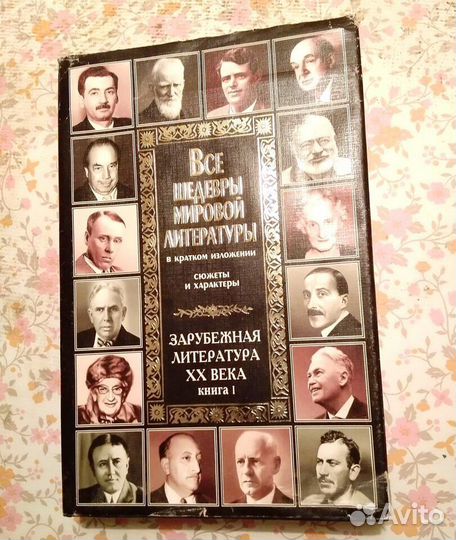 ВСЕ
ШЕДЕВРЫ
МИРОВОЙ
ЛИТЕРАТУРЫ
В КРАТКОМ ИЗЛОЖЕНИИ
СЮЖЕТЫ
И ХАРАКТЕРЫ
ЗАРУБЕЖНАЯ
ЛИТЕРАТУРА
XX ВЕКА
КНИГА I
Avito